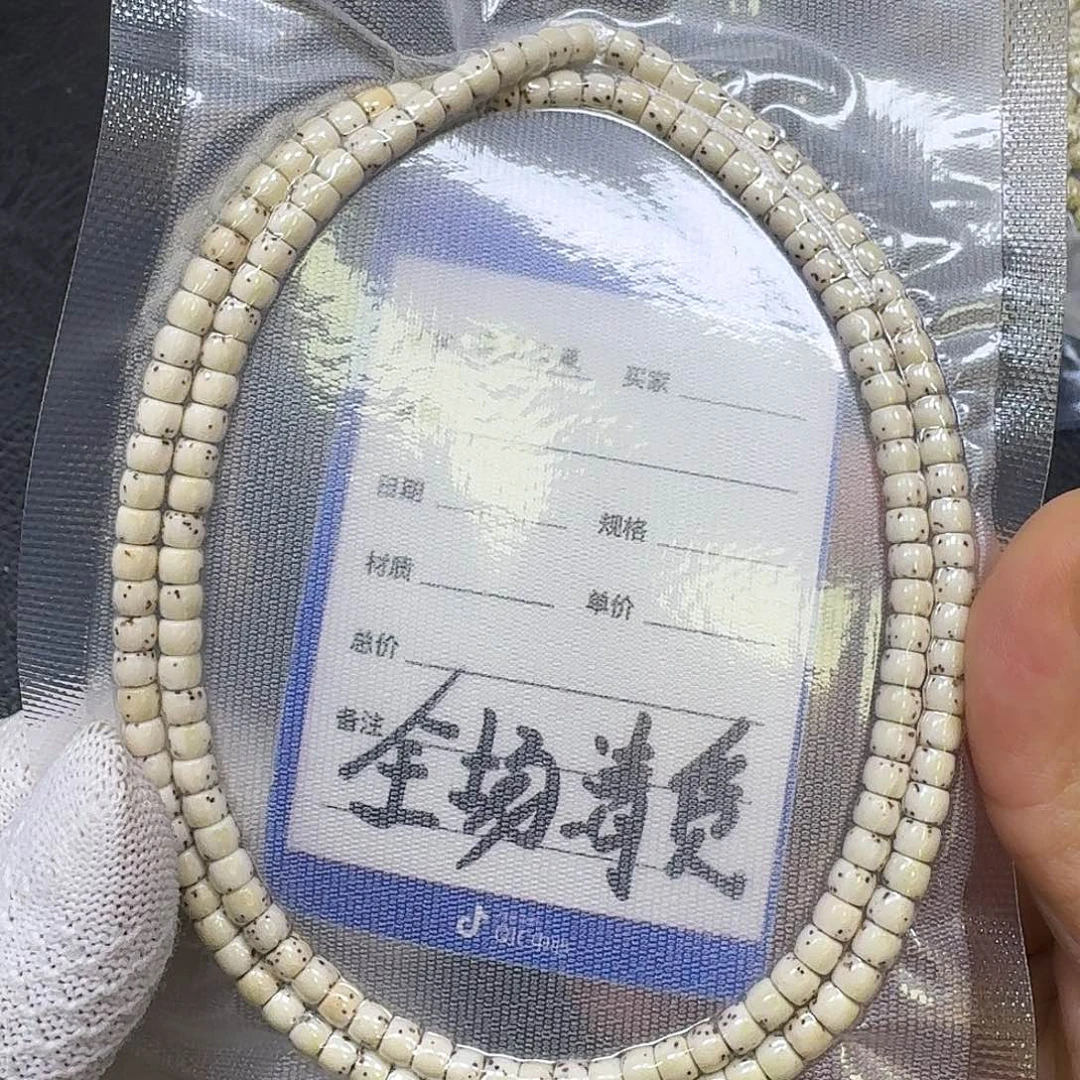 买家
日期 规格
材质 单价
总价
备注
全场清货